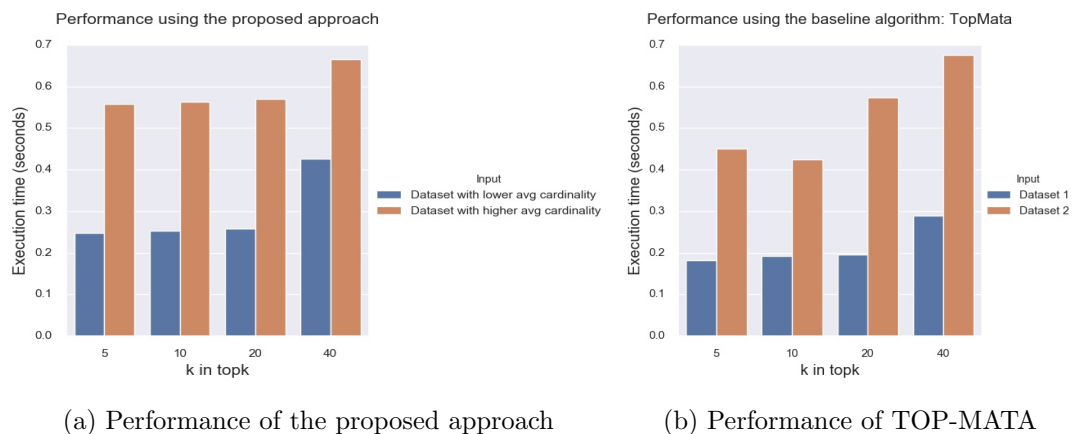 Performance using the proposed approach
0.7
0.6
0.5
0.4
0.3
0.2
0.1
0.0
Execution time (seconds)
5 10 20 40
k in topk
Input
Dataset with lower avg cardinality
Dataset with higher avg cardinality
(a) Performance of the proposed approach
Performance using the baseline algorithm: TopMata
0.7
0.6
0.5
0.4
0.3
0.2
0.1
0.0
Execution time (seconds)
5 10 20 40
k in topk
Input
Dataset 1
Dataset 2
(b) Performance of TOP-MATA